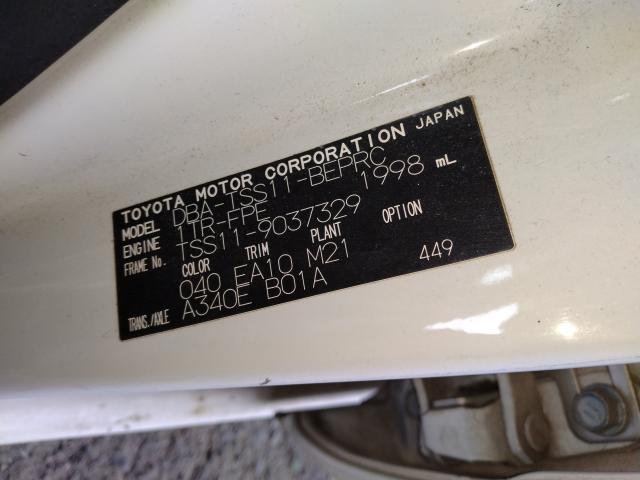 TOYOTA MOTOR CORPORATION JAPAN
MODEL DBA-TSS11-BEPRC
ENGINE 1TR-FPE 1998 mL
FRAME No. TSS11-9037329
COLOR TRIM PLANT OPTION
040 EA10 M21 449
TRANS./AXLE A340E B01A